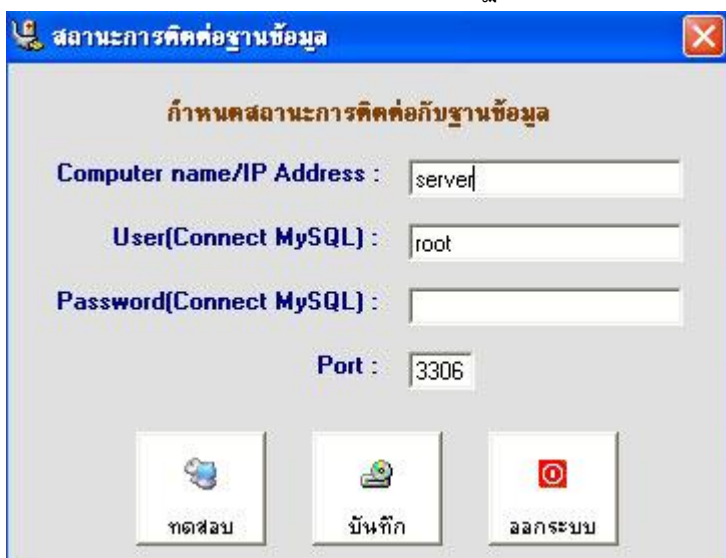 สถานะการติดต่อฐานข้อมูล
กำหนดสถานะการติดต่อกับฐานข้อมูล
Computer name/IP Address : server
User(Connect MySQL) : root
Password(Connect MySQL) :
Port : 3306
ทดสอบ บันทึก ออกระบบ